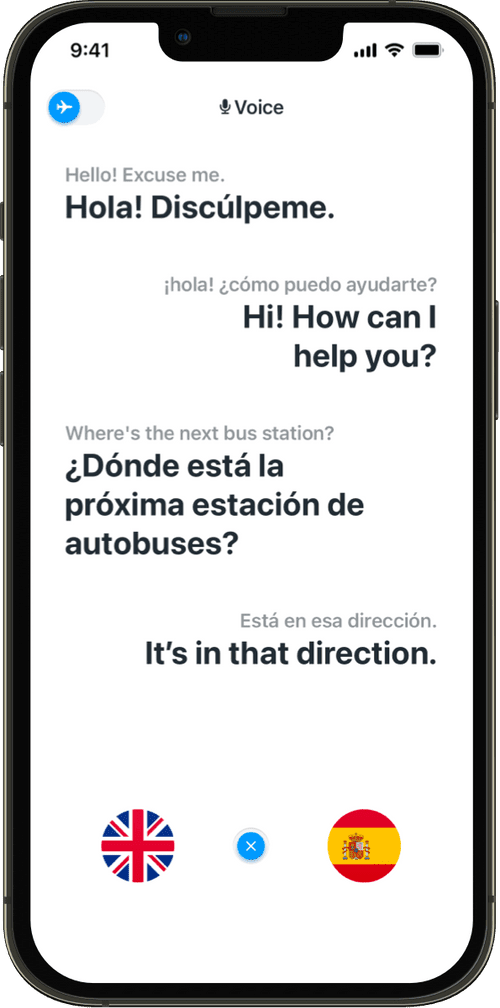 9:41
Voice
Hello! Excuse me.
Hola! Discúlpeme.
¡hola! ¿cómo puedo ayudarte?
Hi! How can I
help you?
Where's the next bus station?
¿Dónde está la
próxima estación de
autobuses?
Está en esa dirección.
It’s in that direction.